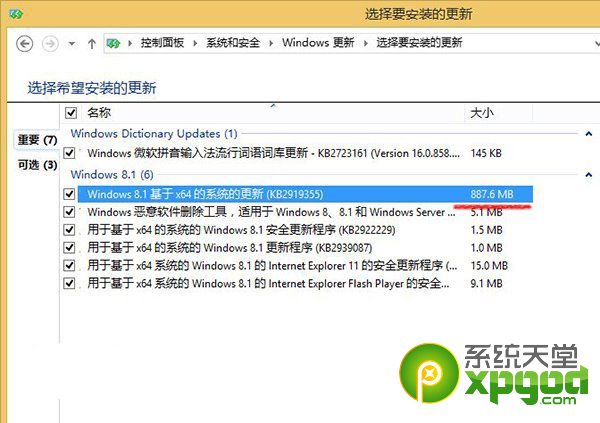 选择要安装的更新
控制面板 系统和安全 Windows 更新 选择要安装的更新
选择希望安装的更新
名称 大小
重要 (7)
可选 (3)
Windows Dictionary Updates (1)
Windows 微软拼音输入法流行词语词库更新 - KB2723161 (Version 16.0.858.... 145 KB
Windows 8.1 (6)
Windows 8.1 基于 x64 的系统的更新 (KB2919355) 887.6 MB
Windows 恶意软件删除工具，适用于 Windows 8、8.1 和 Windows Server ... 5.1 MB
用于基于 x64 的系统的 Windows 8.1 安全更新程序 (KB2922229) 1.5 MB
用于基于 x64 的系统的 Windows 8.1 更新程序 (KB2939087) 1.0 MB
用于基于 x64 系统的 Windows 8.1 的 Internet Explorer 11 的安全更新程序 (... 15.0 MB
用于基于 x64 系统的 Windows 8.1 的 Internet Explorer Flash Player 的安全... 9.1 MB
系统天堂
xpgod
.com